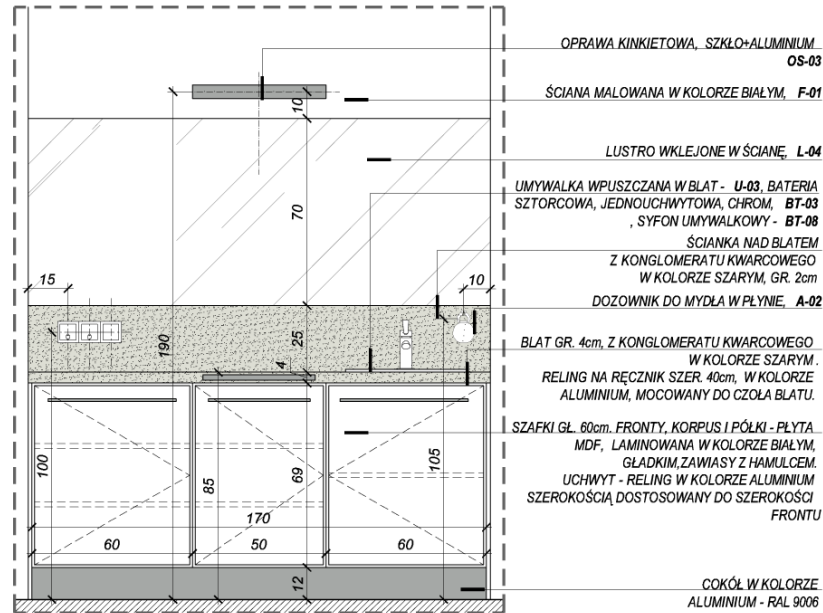 OPRAWA KINKIETOWA, SZKŁO+ALUMINIUM
OS-03
ŚCIANA MALOWANA W KOLORZE BIAŁYM, F-01
LUSTRO WKLEJONE W ŚCIANĘ, L-04
UMYWALKA WPUSZCZANA W BLAT - U-03, BATERIA
SZTORCOWA, JEDNOUCHWYTOWA, CHROM, BT-03
, SYFON UMYWALKOWY - BT-08
ŚCIANKA NAD BLATEM
Z KONGLOMERATU KWARCOWEGO
W KOLORZE SZARYM, GR. 2cm
DOZOWNIK DO MYDŁA W PŁYNIE, A-02
BLAT GR. 4cm, Z KONGLOMERATU KWARCOWEGO
W KOLORZE SZARYM .
RELING NA RĘCZNIK SZER. 40cm, W KOLORZE
ALUMINIUM, MOCOWANY DO CZOŁA BLATU.
SZAFKI GŁ. 60cm. FRONTY, KORPUS I PÓŁKI - PŁYTA
MDF, LAMINOWANA W KOLORZE BIAŁYM,
GŁADKIM,ZAWIASY Z HAMULCEM.
UCHWYT - RELING W KOLORZE ALUMINIUM
SZEROKOŚCIĄ DOSTOSOWANY DO SZEROKOŚCI
FRONTU
COKÓŁ W KOLORZE
ALUMINIUM - RAL 9006
10
70
15
10
190
25
4
100
85
69
105
170
60
50
60
12